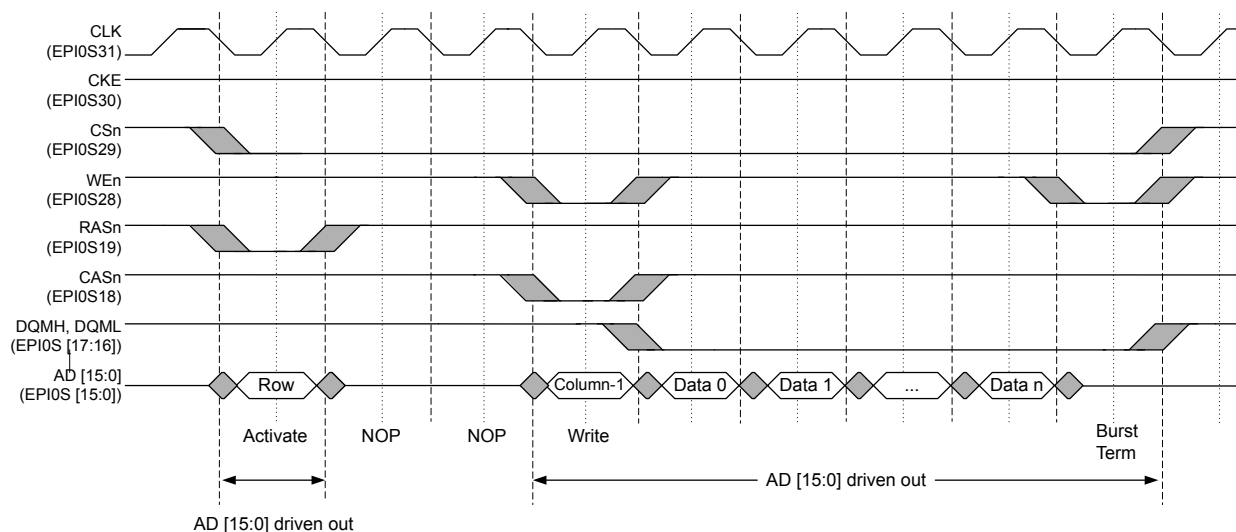 CLK
(EPI0S31)
CKE
(EPI0S30)
CSn
(EPI0S29)
WEn
(EPI0S28)
RASn
(EPI0S19)
CASn
(EPI0S18)
DQMH, DQML
(EPI0S [17:16])
AD [15:0]
(EPI0S [15:0])
Row
Column-1
Data 0
Data 1
...
Data n
Activate
NOP
NOP
Write
Burst
Term
AD [15:0] driven out
AD [15:0] driven out